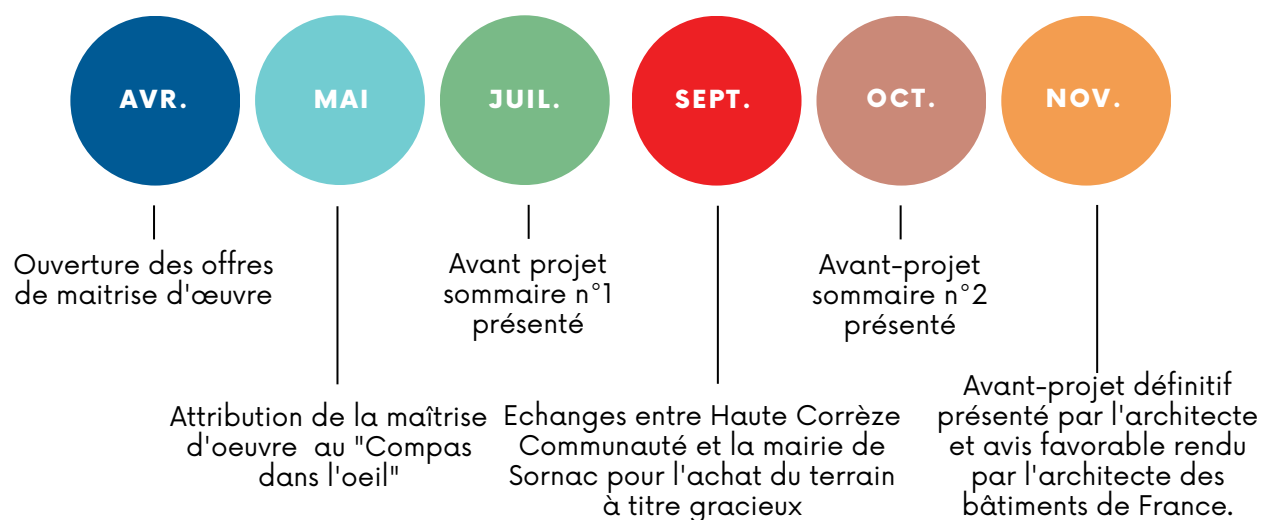 AVR.
MAI
JUIL.
SEPT.
OCT.
NOV.
Ouverture des offres
de maitrise d'œuvre
Attribution de la maîtrise
d'oeuvre au "Compas
dans l'oeil"
Avant projet
sommaire n°1
présenté
Echanges entre Haute Corrèze
Communauté et la mairie de
Sornac pour l'achat du terrain
à titre gracieux
Avant-projet
sommaire n°2
présenté
Avant-projet définitif
présenté par l'architecte
et avis favorable rendu
par l'architecte des
bâtiments de France.